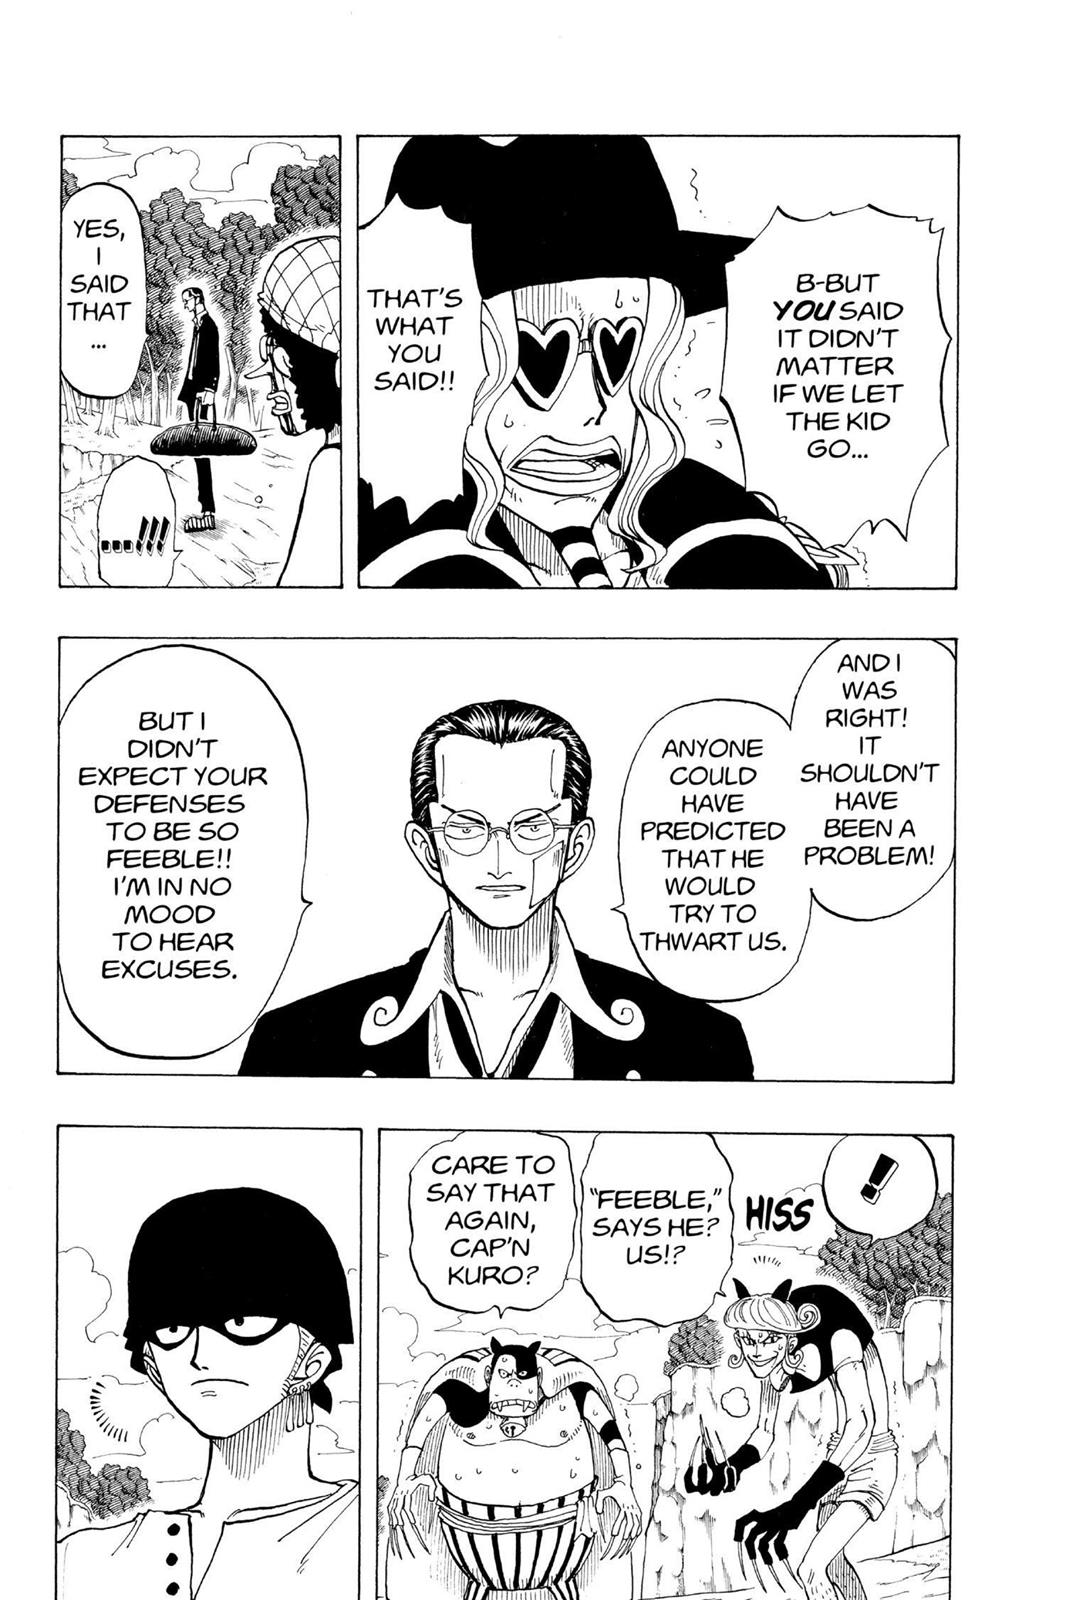 B-BUT
YOU SAID
IT DIDN'T
MATTER
IF WE LET
THE KID
GO...
THAT'S
WHAT
YOU
SAID!!
YES,
I
SAID
THAT
...
....!!!
AND I
WAS
RIGHT!
IT
SHOULDN'T
HAVE
BEEN A
PROBLEM!
ANYONE
COULD
HAVE
PREDICTED
THAT HE
WOULD
TRY TO
THWART US.
BUT I
DIDN'T
EXPECT YOUR
DEFENSES
TO BE SO
FEEBLE!!
I'M IN NO
MOOD
TO HEAR
EXCUSES.
!
HISS
"FEEBLE,"
SAYS HE?
US!?
CARE TO
SAY THAT
AGAIN,
CAP'N
KURO?